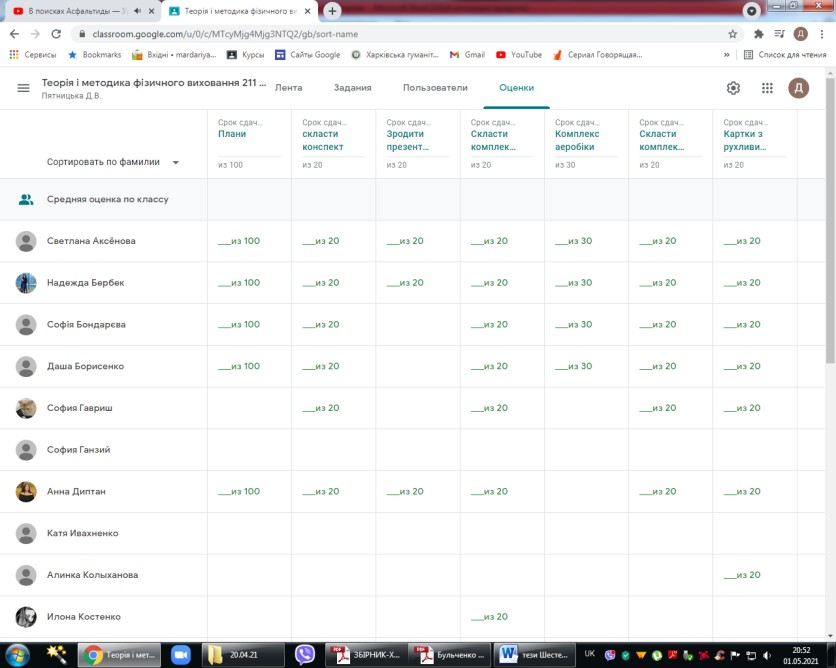 В поисках Асфальтиды — У
Теорія і методика фізичного ви
classroom.google.com/u/0/c/MTcyMjg4Mjg3NTQ2/gb/sort-name
Сервисы
Bookmarks
Вхідні • mardariya...
Курсы
Сайты Google
Харківська гуманіт...
Gmail
YouTube
Сериал Говорящая...
»
Список для чтения
Теорія і методика фізичного виховання 211 ...
Пятницька Д.В.
Лента
Задания
Пользователи
Оценки
Д
Сортировать по фамилии
Срок сдач...
Плани
из 100
Срок сдач...
скласти
конспект
из 20
Срок сдач...
Зродити
презент...
из 20
Срок сдач...
Скласти
комплек...
из 20
Срок сдач...
Комплекс
аеробіки
из 30
Срок сдач...
Скласти
комплек...
из 20
Срок сдач...
Картки з
рухливи...
из 20
Средняя оценка по классу
Светлана Аксёнова ___из 100 ___из 20 ___из 20 ___из 20 ___из 30 ___из 20 ___из 20
Надежда Бербек ___из 100 ___из 20 ___из 20 ___из 20 ___из 30 ___из 20 ___из 20
Софія Бондарєва ___из 100 ___из 20 ___из 20 ___из 30 ___из 20 ___из 20
Даша Борисенко ___из 100 ___из 20 ___из 20 ___из 30 ___из 20 ___из 20
София Гавриш ___из 20 ___из 20 ___из 20 ___из 20
София Ганзий
Анна Диптан ___из 100 ___из 20 ___из 20 ___из 20 ___из 20 ___из 20
Катя Ивахненко
Алинка Колыханова ___из 20
Илона Костенко ___из 20
Теорія і мет...
20.04.21
ЗБІРНИК-Х...
Бульченко ...
тези Шесте...
UK
20:52
01.05.2021